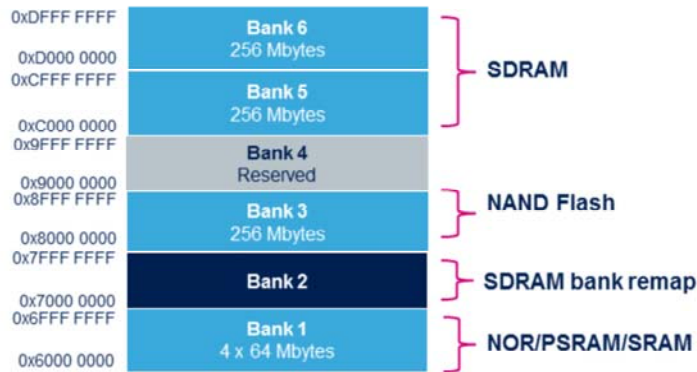 0xDFFF FFFF
Bank 6
256 Mbytes
0xD000 0000
SDRAM
0xCFFF FFFF
Bank 5
256 Mbytes
0xC000 0000
0x9FFF FFFF
Bank 4
Reserved
0x9000 0000
0x8FFF FFFF
Bank 3
256 Mbytes
NAND Flash
0x8000 0000
0x7FFF FFFF
Bank 2
SDRAM bank remap
0x7000 0000
0x6FFF FFFF
Bank 1
4 x 64 Mbytes
NOR/PSRAM/SRAM
0x6000 0000